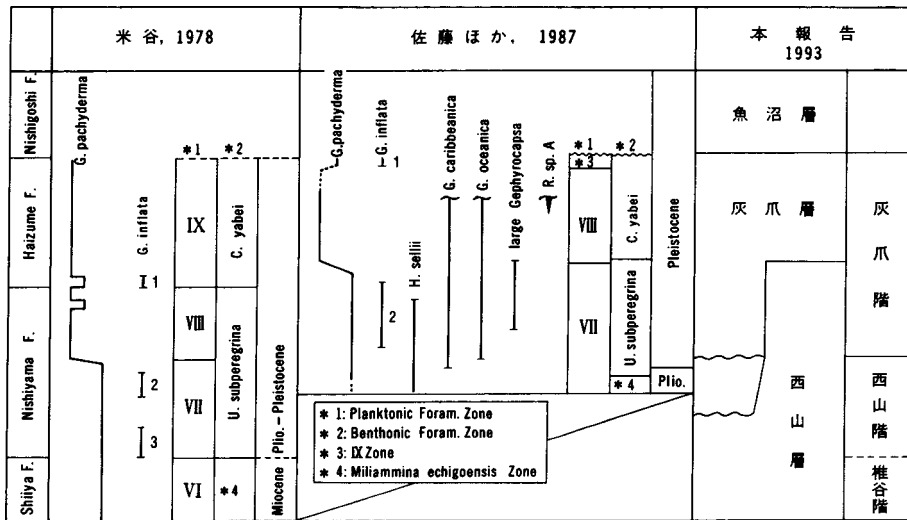 米谷, 1978
佐藤ほか, 1987
本報告
1993
Nishigoshi F.
Haizume F.
Nishiyama F.
Shiiya F.
G. pachyderma
G. inflata
1
2
3
*1
*2
IX
VIII
VII
VI
C. yabei
U. subperegrina
*4
Plio. - Pleistocene
Miocene
G. pachyderma
G. inflata
1
2
H. sellii
G. caribbeanica
G. oceanica
large Gephyrocapsa
R. sp. A
*1
*2
*3
VIII
VII
C. yabei
U. subperegrina
*4
Pleistocene
Plio.
*1: Planktonic Foram. Zone
*2: Benthonic Foram. Zone
*3: IX Zone
*4: Miliammina echigoensis Zone
魚沼層
灰爪層
西山層
灰爪階
西山階
椎谷階